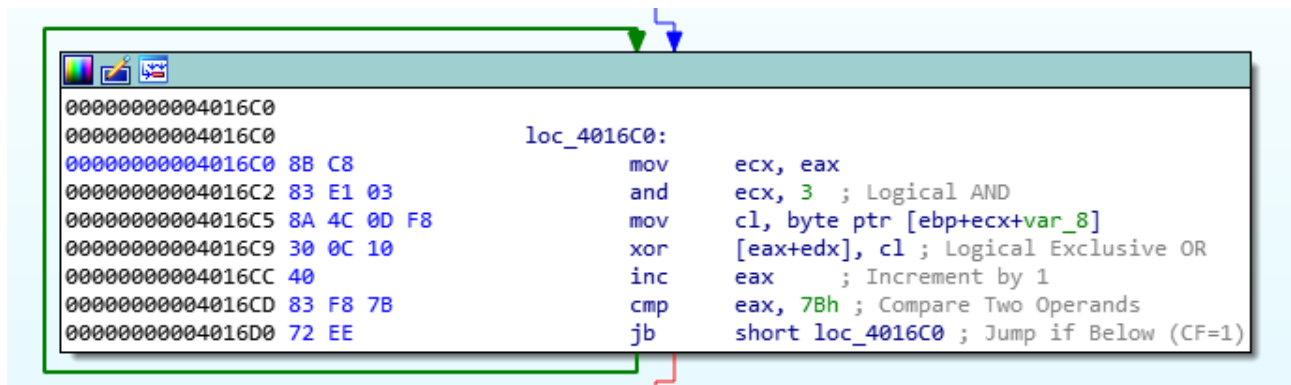 00000000004016C0
00000000004016C0 loc_4016C0:
00000000004016C0 8B C8 mov ecx, eax
00000000004016C2 83 E1 03 and ecx, 3 ; Logical AND
00000000004016C5 8A 4C 0D F8 mov cl, byte ptr [ebp+ecx+var_8]
00000000004016C9 30 0C 10 xor [eax+edx], cl ; Logical Exclusive OR
00000000004016CC 40 inc eax ; Increment by 1
00000000004016CD 83 F8 7B cmp eax, 7Bh ; Compare Two Operands
00000000004016D0 72 EE jb short loc_4016C0 ; Jump if Below (CF=1)